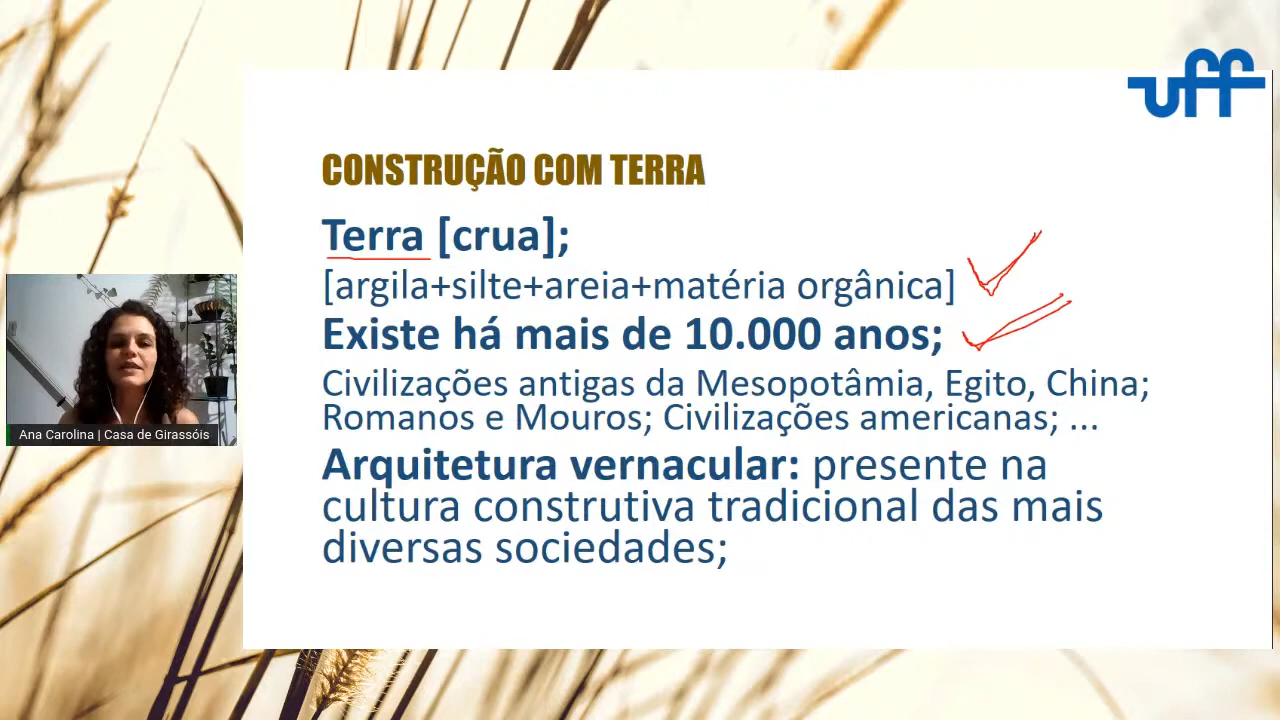 uff
CONSTRUÇÃO COM TERRA
Terra [crua];
[argila+silte+areia+matéria orgânica]
Existe há mais de 10.000 anos;
Civilizações antigas da Mesopotâmia, Egito, China;
Romanos e Mouros; Civilizações americanas; ...
Arquitetura vernacular: presente na
cultura construtiva tradicional das mais
diversas sociedades;
Ana Carolina | Casa de Girassóis